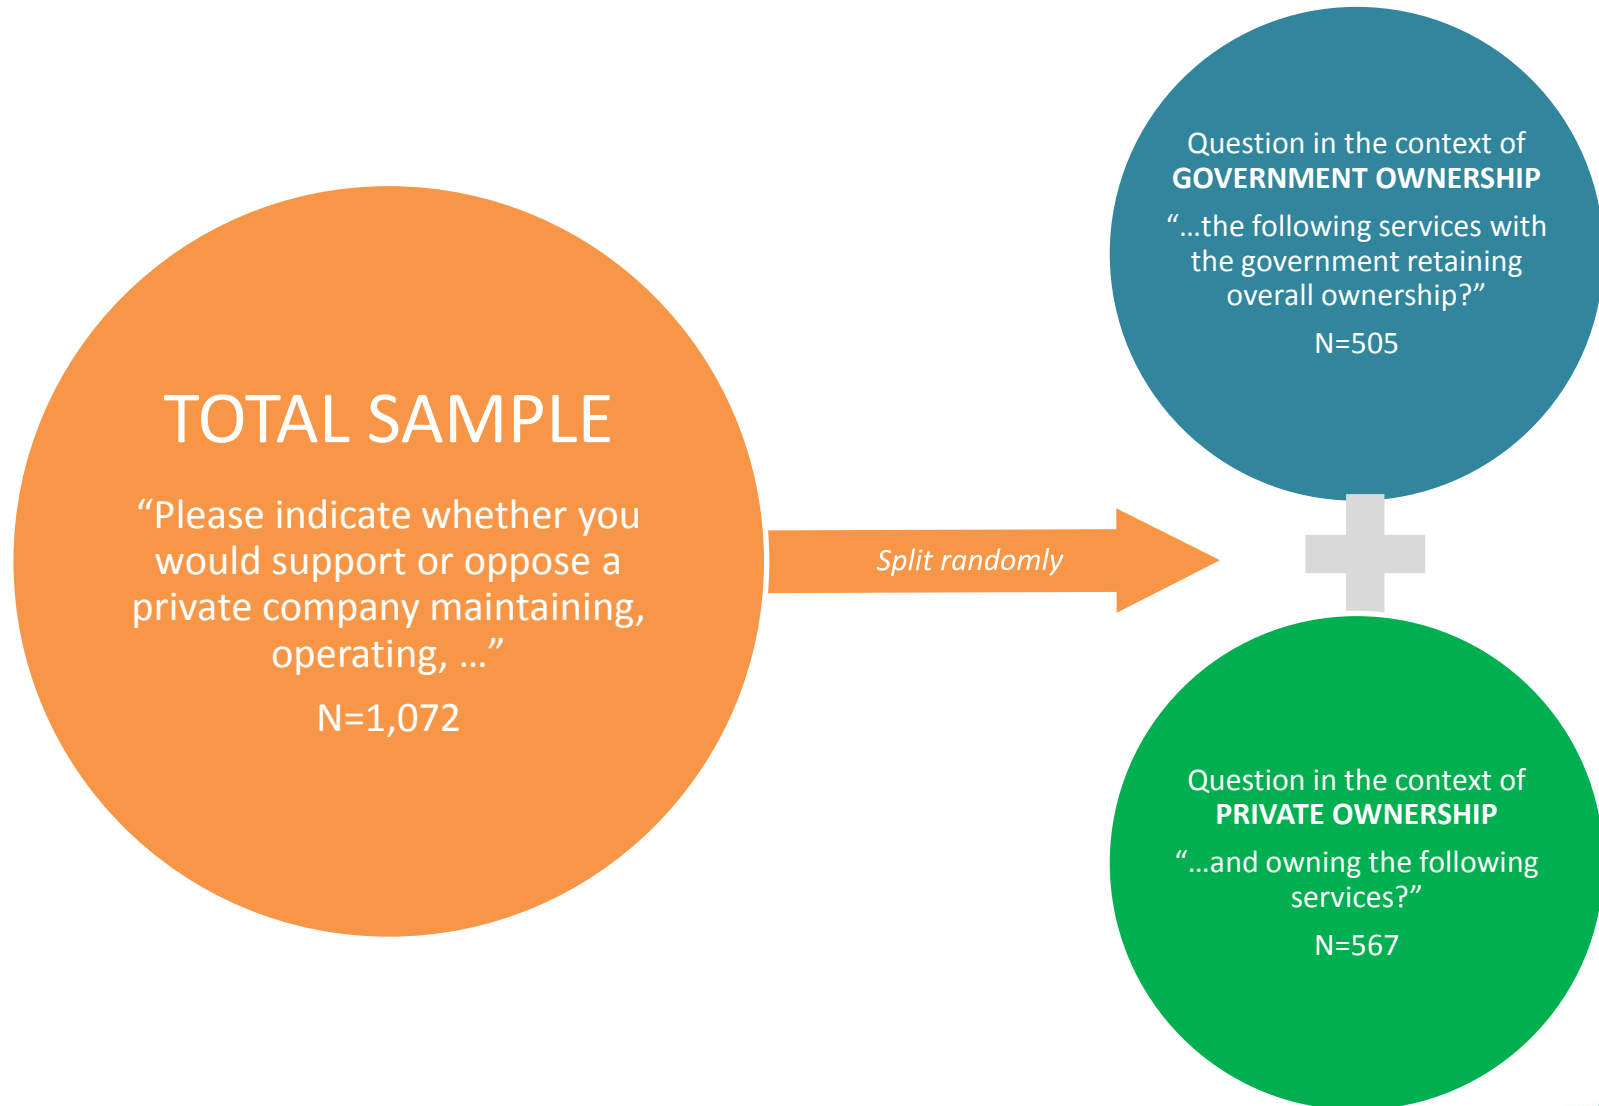 TOTAL SAMPLE
“Please indicate whether you
would support or oppose a
private company maintaining,
operating, …”
N=1,072
Split randomly
Question in the context of
GOVERNMENT OWNERSHIP
“…the following services with
the government retaining
overall ownership?”
N=505
Question in the context of
PRIVATE OWNERSHIP
“…and owning the following
services?”
N=567